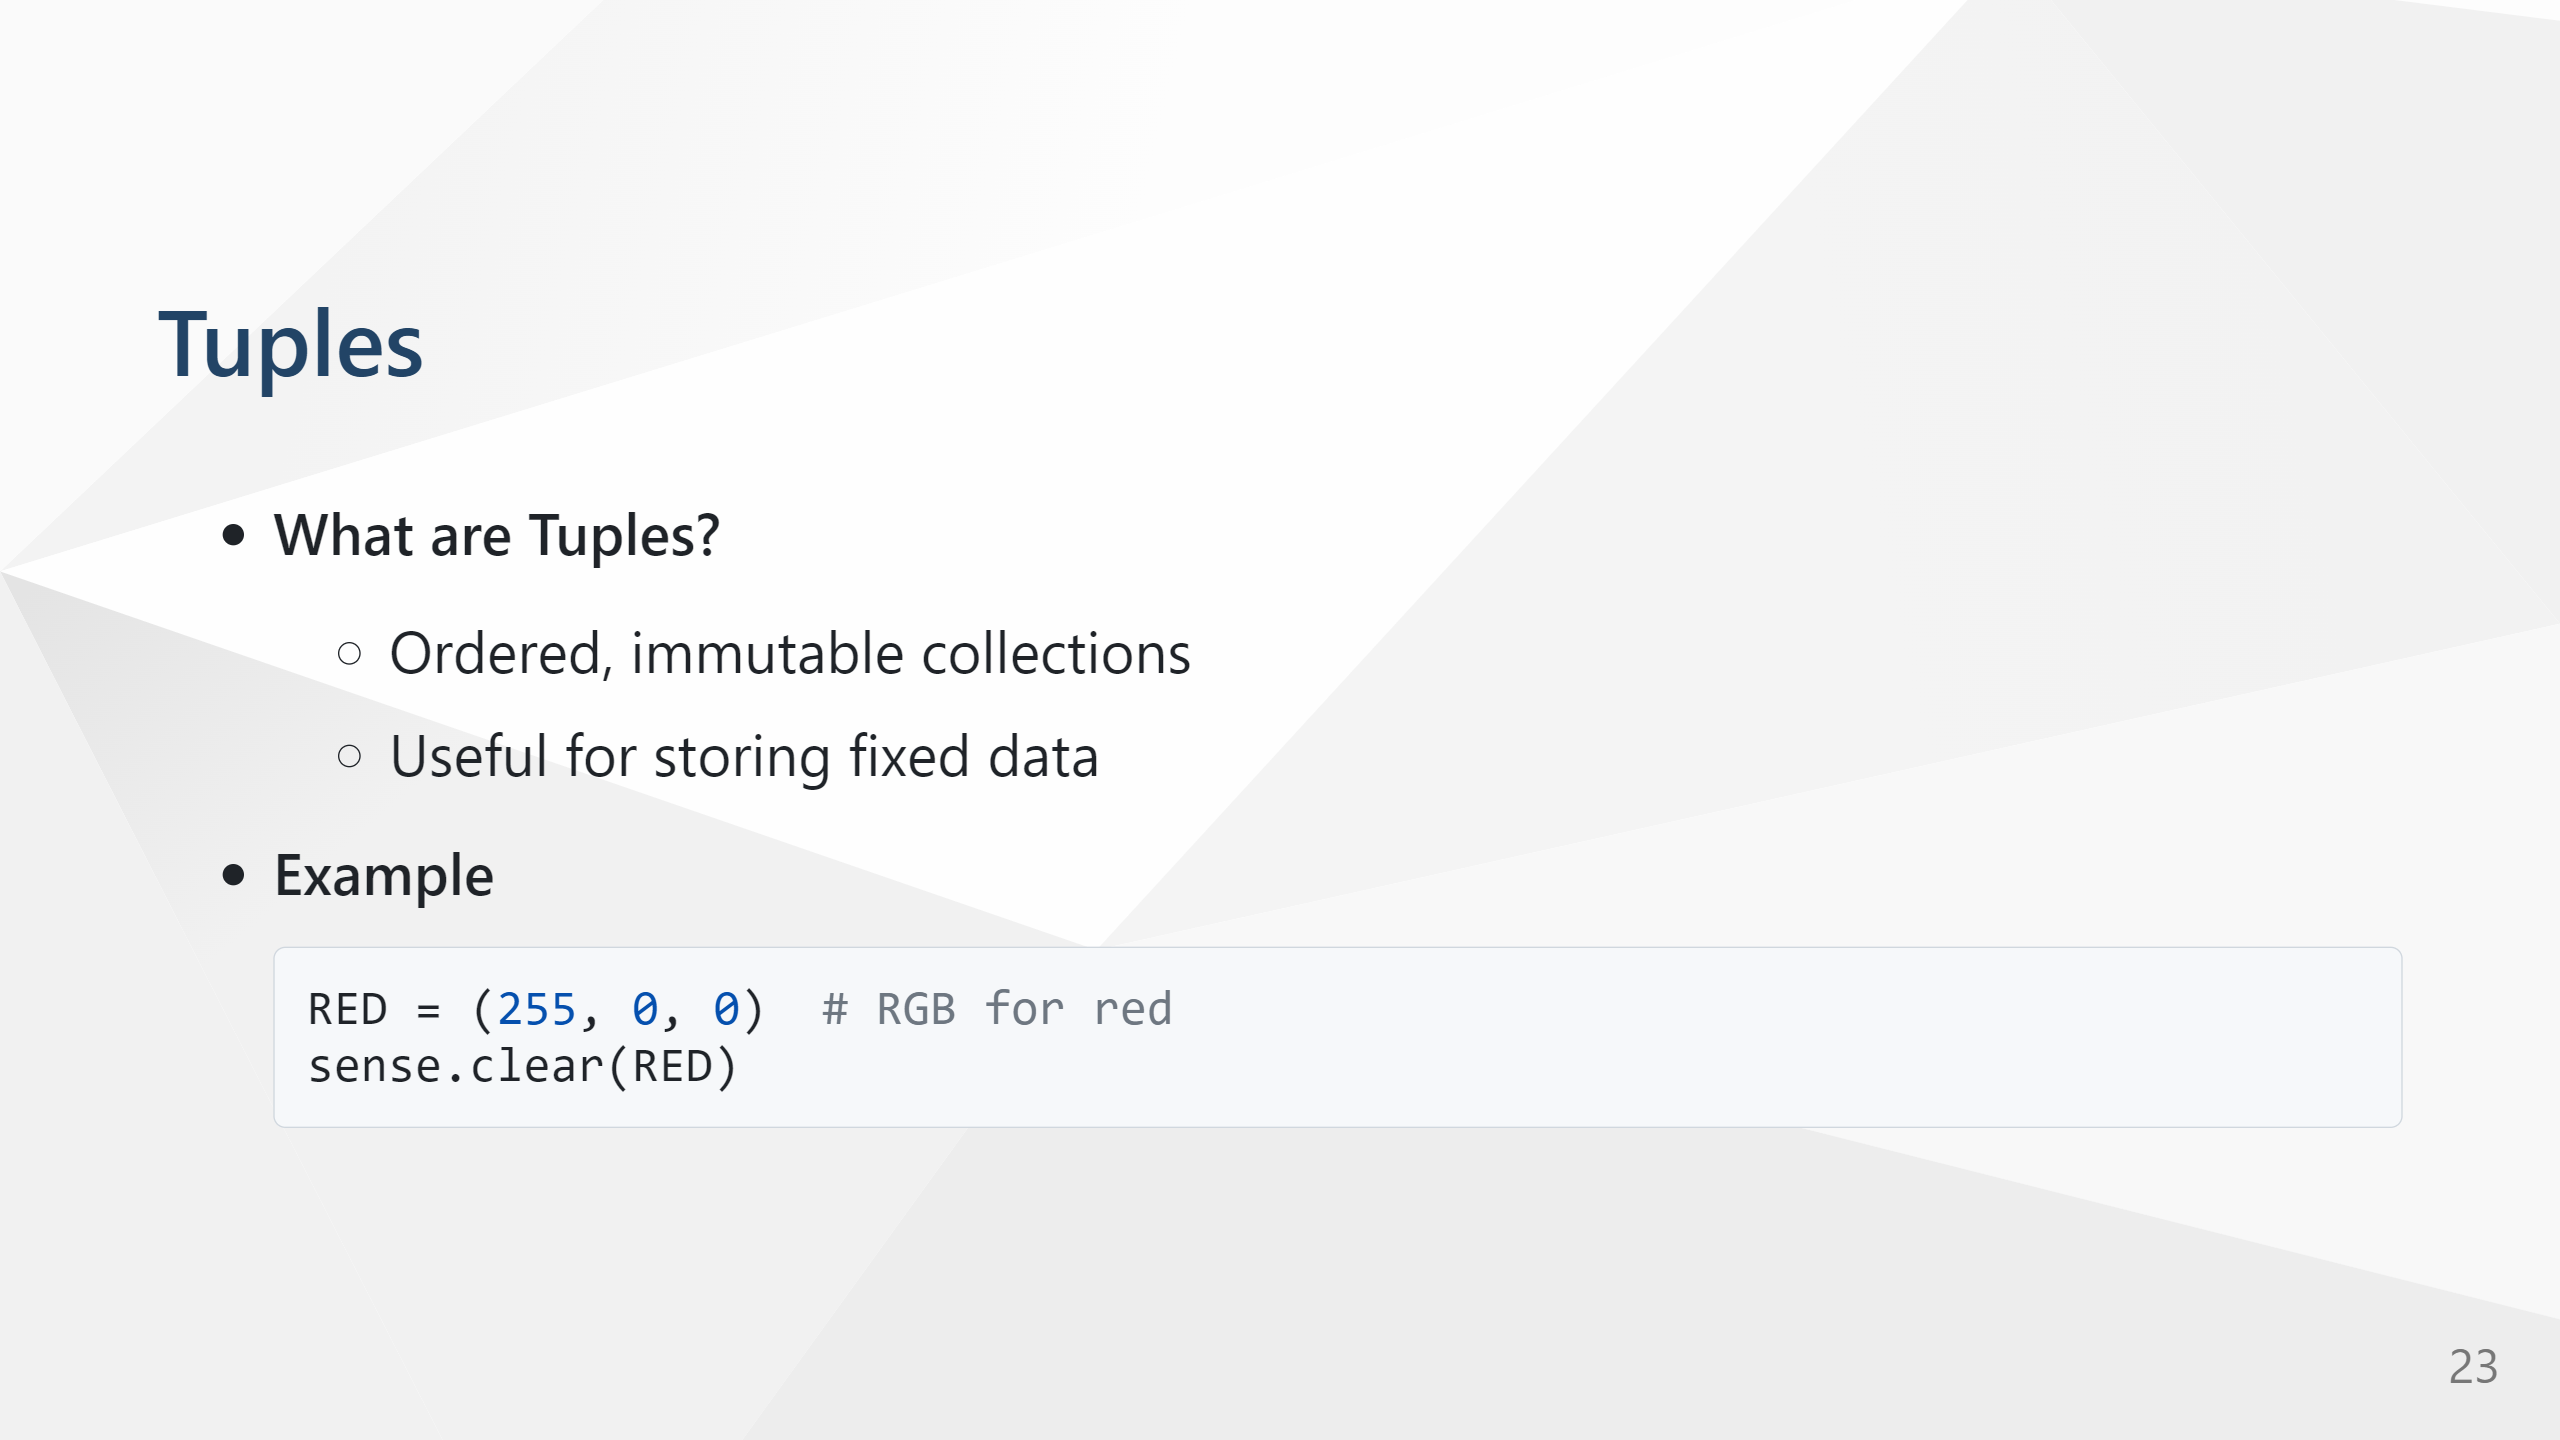 Tuples
What are Tuples?
Ordered, immutable collections
Useful for storing fixed data
Example
RED = (255, 0, 0)  # RGB for red
sense.clear(RED)
23